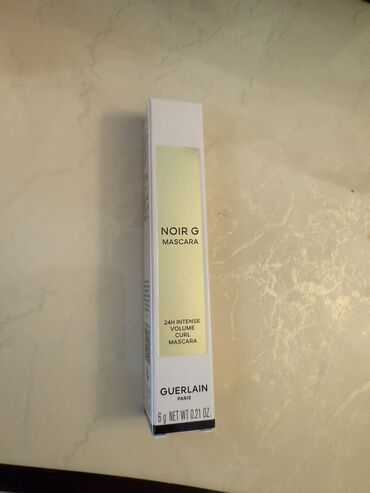 NOIR G
MASCARA
24H INTENSE
VOLUME
CURL
MASCARA
GUERLAIN
PARIS
6 g NET WT 0.21 OZ.